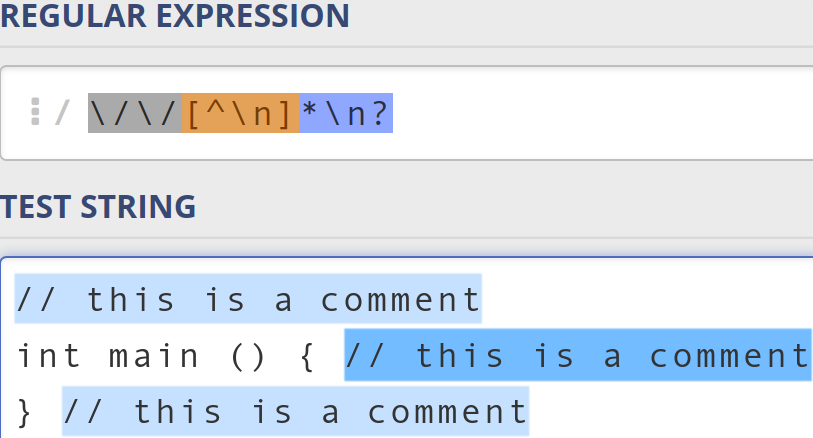 REGULAR EXPRESSION
/ \/\/[^\n]*\n?
TEST STRING
// this is a comment
int main () { // this is a comment
} // this is a comment